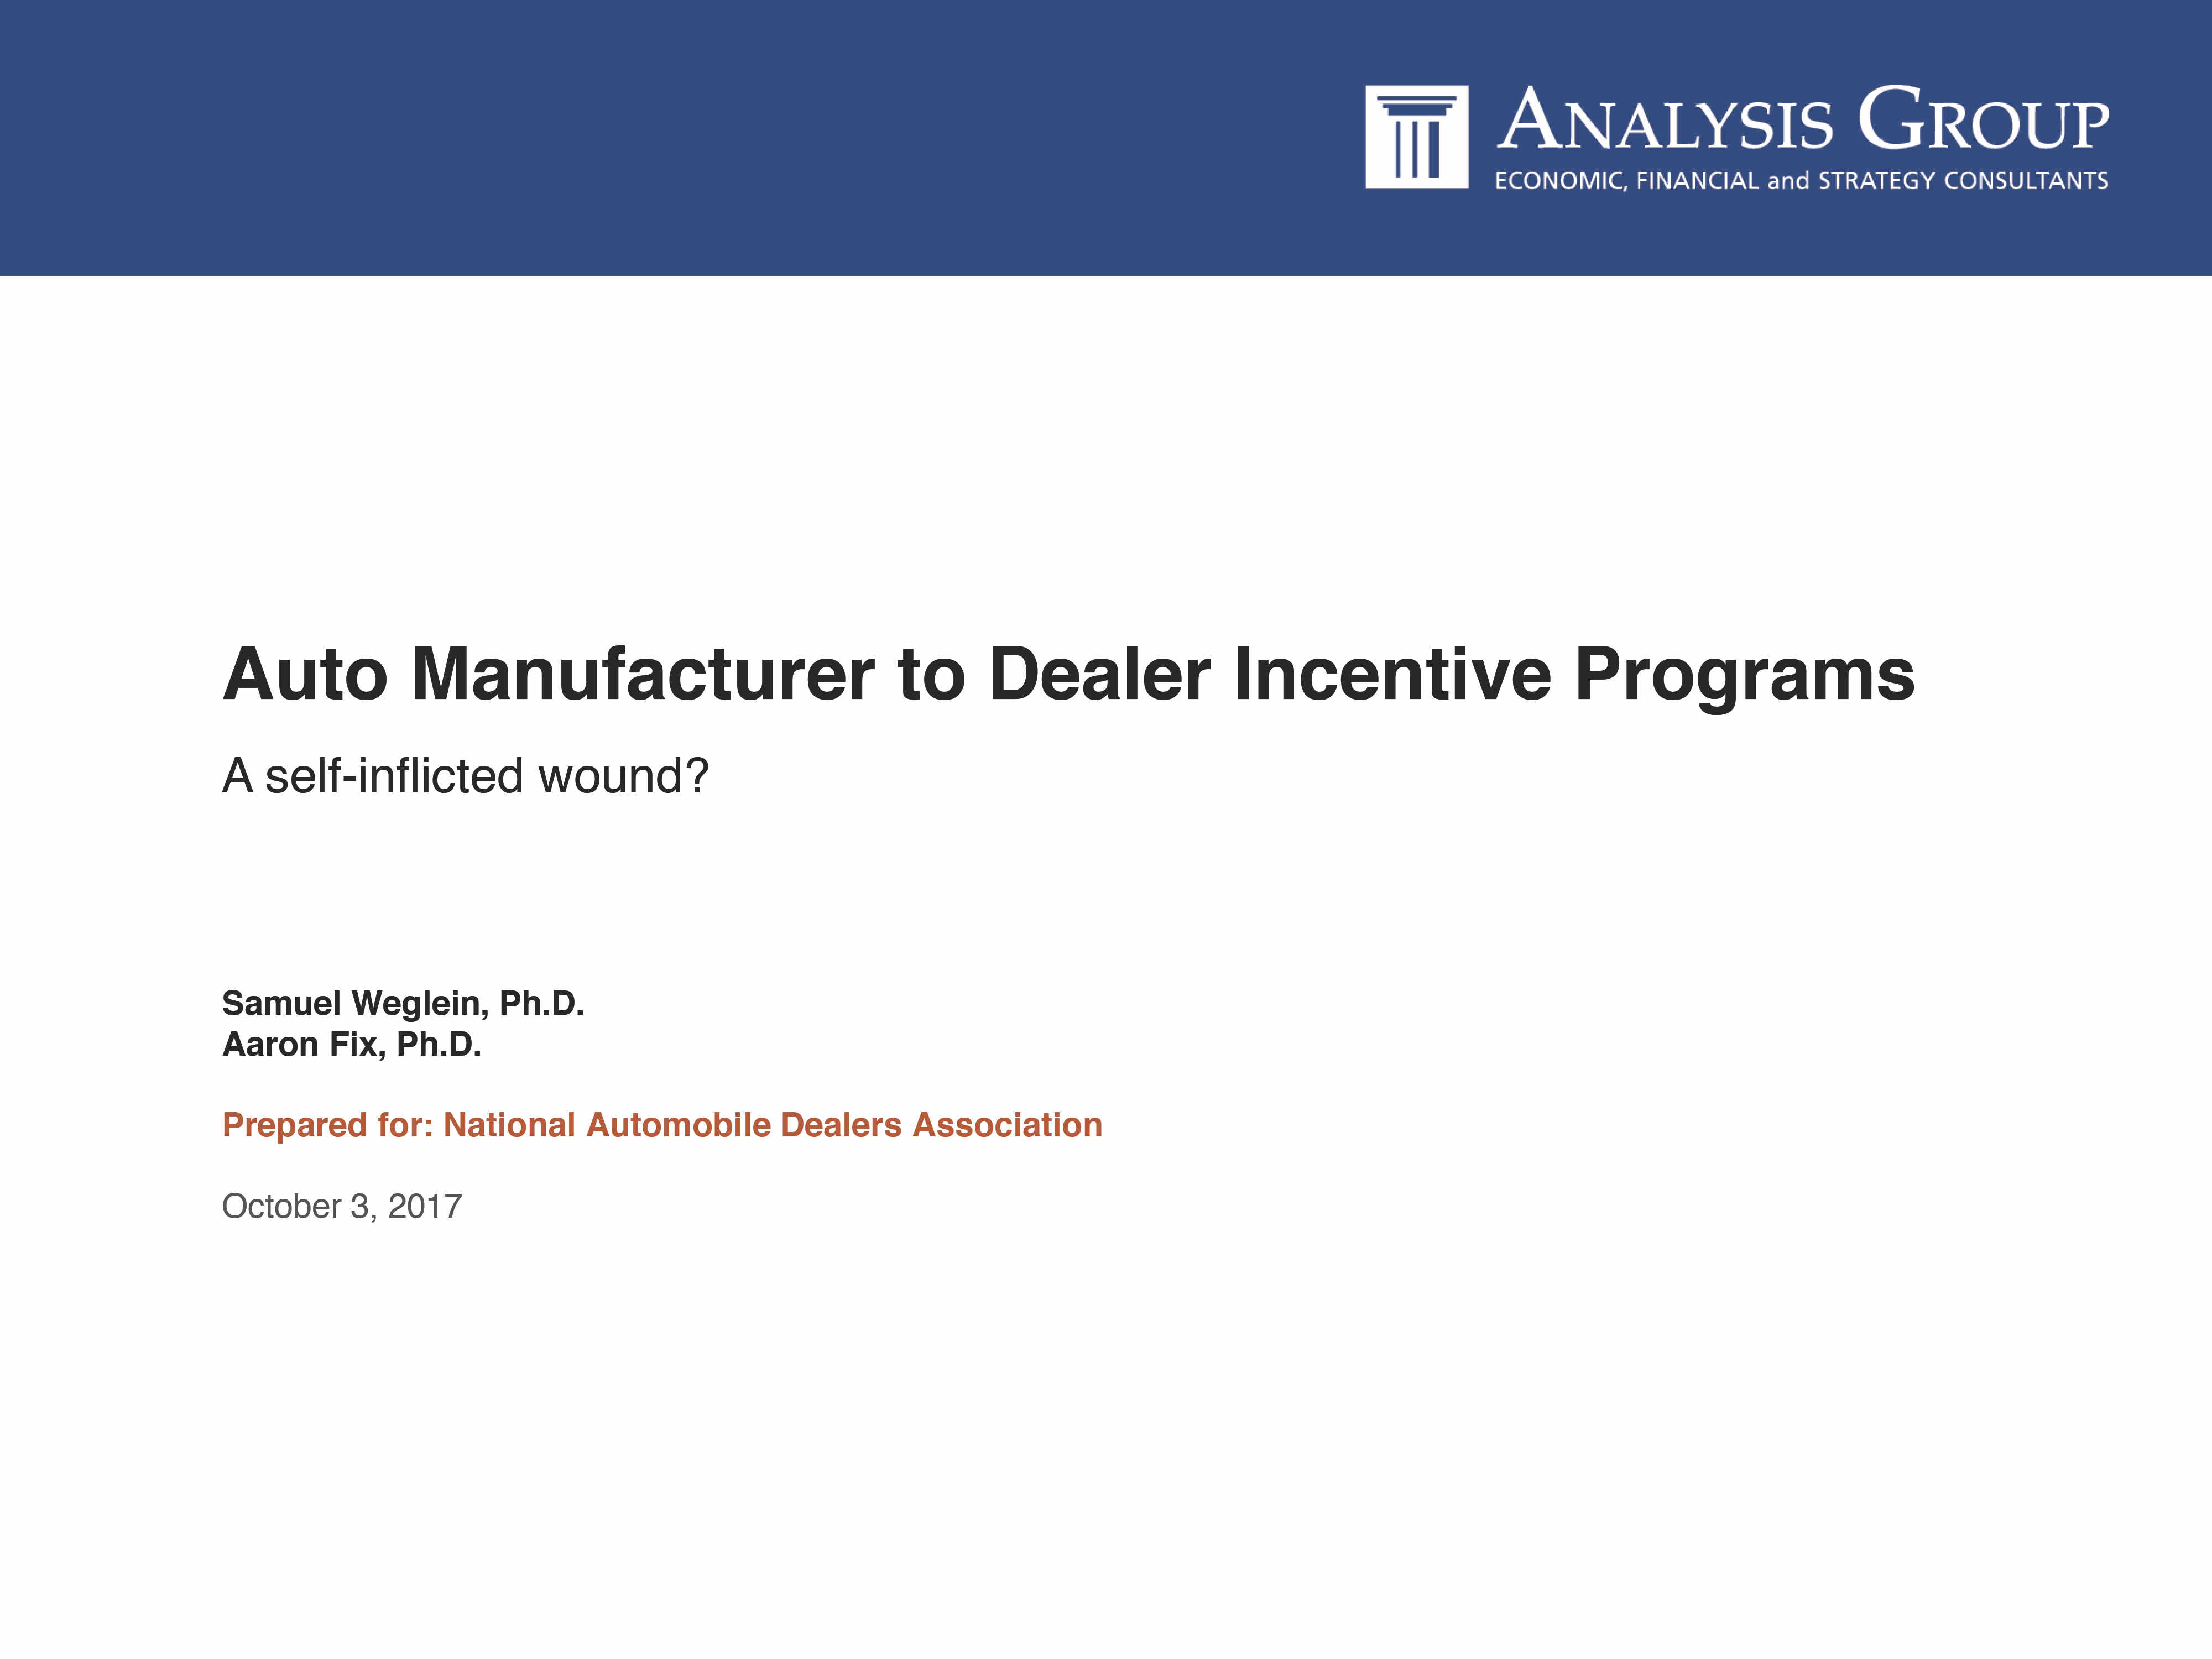 ANALYSIS GROUP
ECONOMIC, FINANCIAL and STRATEGY CONSULTANTS
Auto Manufacturer to Dealer Incentive Programs
A self-inflicted wound?
Samuel Weglein, Ph.D.
Aaron Fix, Ph.D.
Prepared for: National Automobile Dealers Association
October 3, 2017